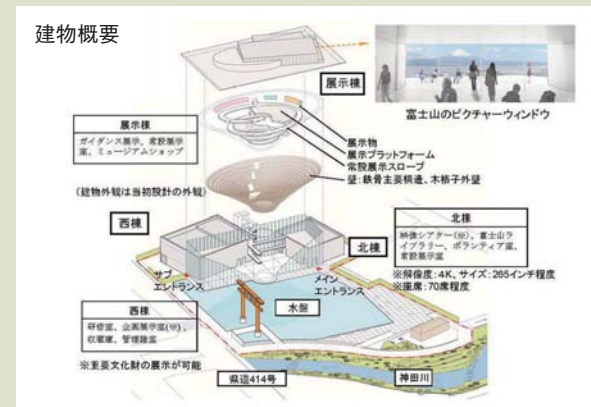 建物概要
展示棟
富士山のピクチャーウィンドウ
展示棟
ガイダンス展示、常設展示
室、ミュージアムショップ
展示物
展示プラットフォーム
常設展示スロープ
壁:鉄骨主要構造、木格子外壁
(建物外観は当初設計の外観)
西棟
北棟
北棟
映像シアター(※)、富士山ラ
イブラリー、ボランティア室、
常設展示室
※解像度:4K、サイズ:265インチ程度
※座席:70席程度
サブ
エントランス
メイン
エントランス
水盤
西棟
研修室、企画展示室(※)、
収蔵庫、管理諸室
※重要文化財の展示が可能
県道414号
神田川